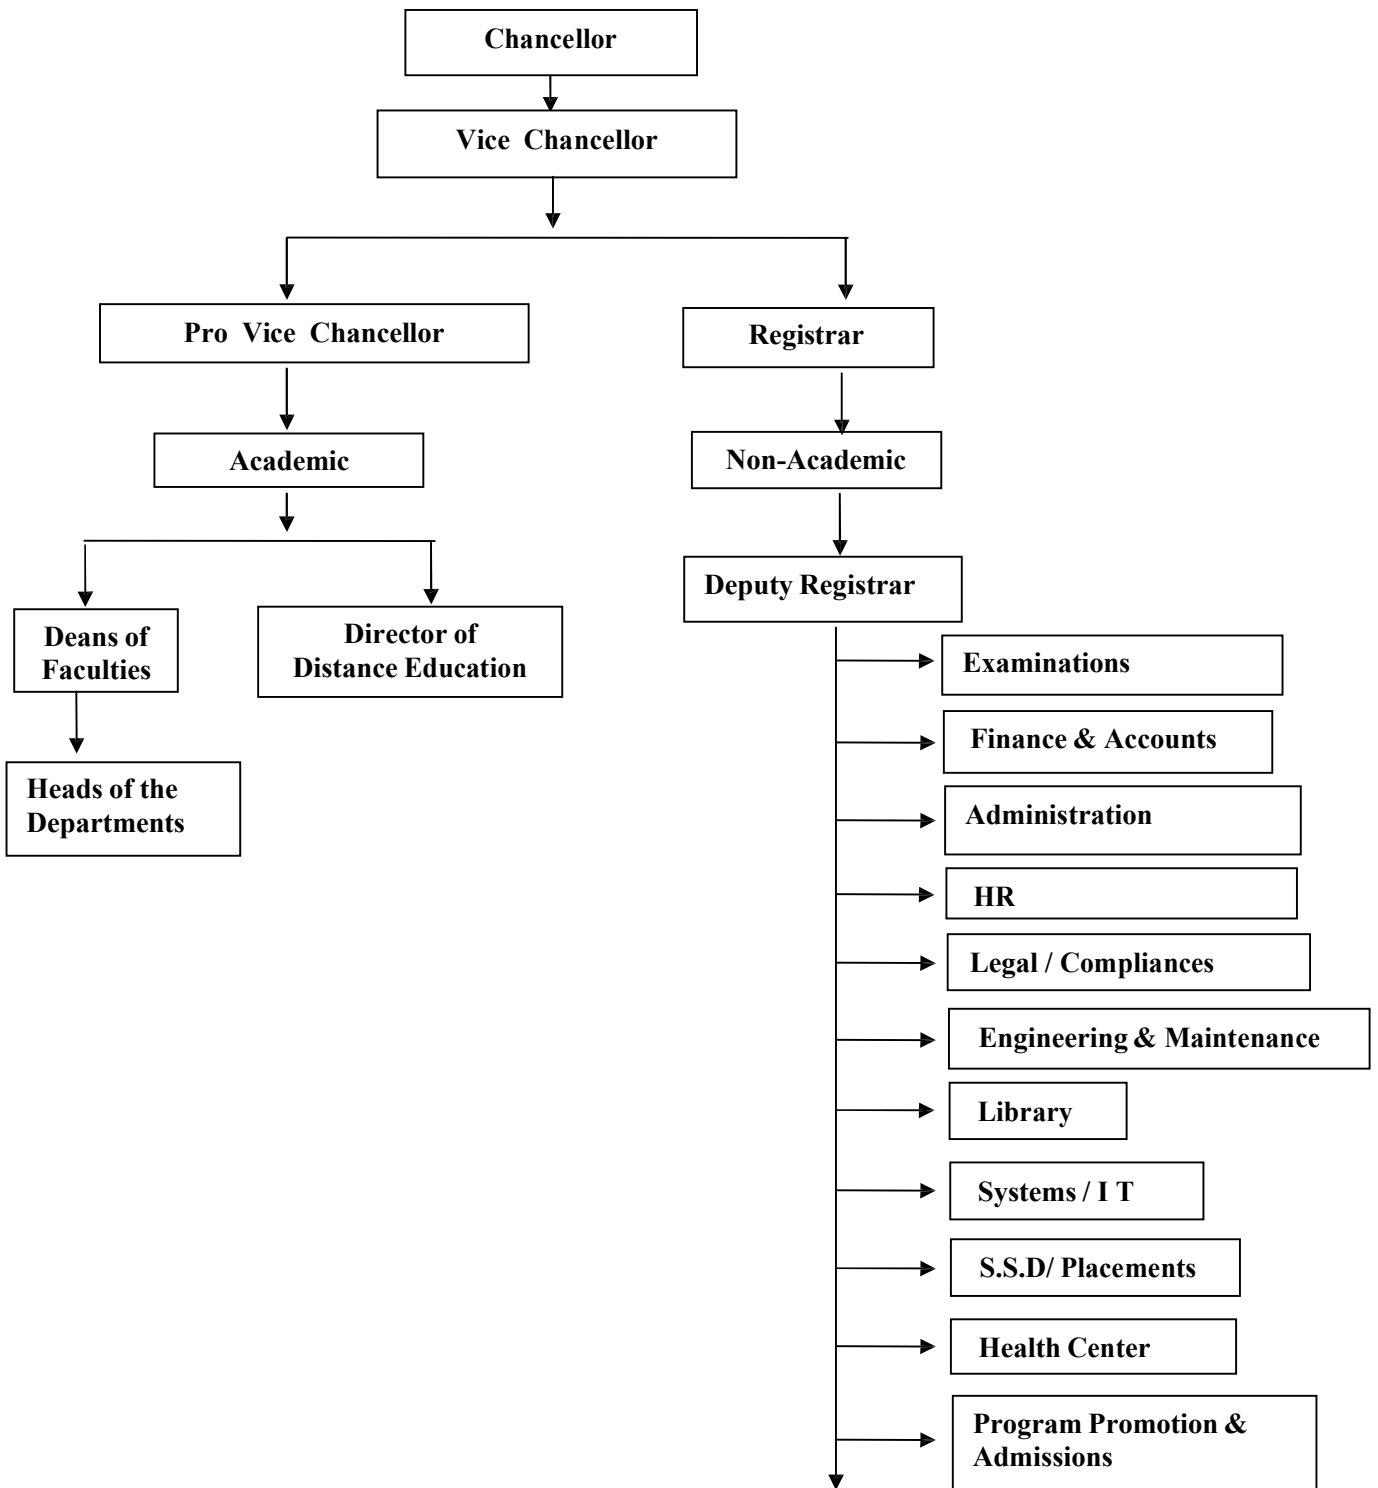 Chancellor
Vice Chancellor
Pro Vice Chancellor
Registrar
Academic
Non-Academic
Deputy Registrar
Deans of
Faculties
Director of
Distance Education
Heads of the
Departments
Examinations
Finance & Accounts
Administration
HR
Legal / Compliances
Engineering & Maintenance
Library
Systems / I T
S.S.D/ Placements
Health Center
Program Promotion &
Admissions